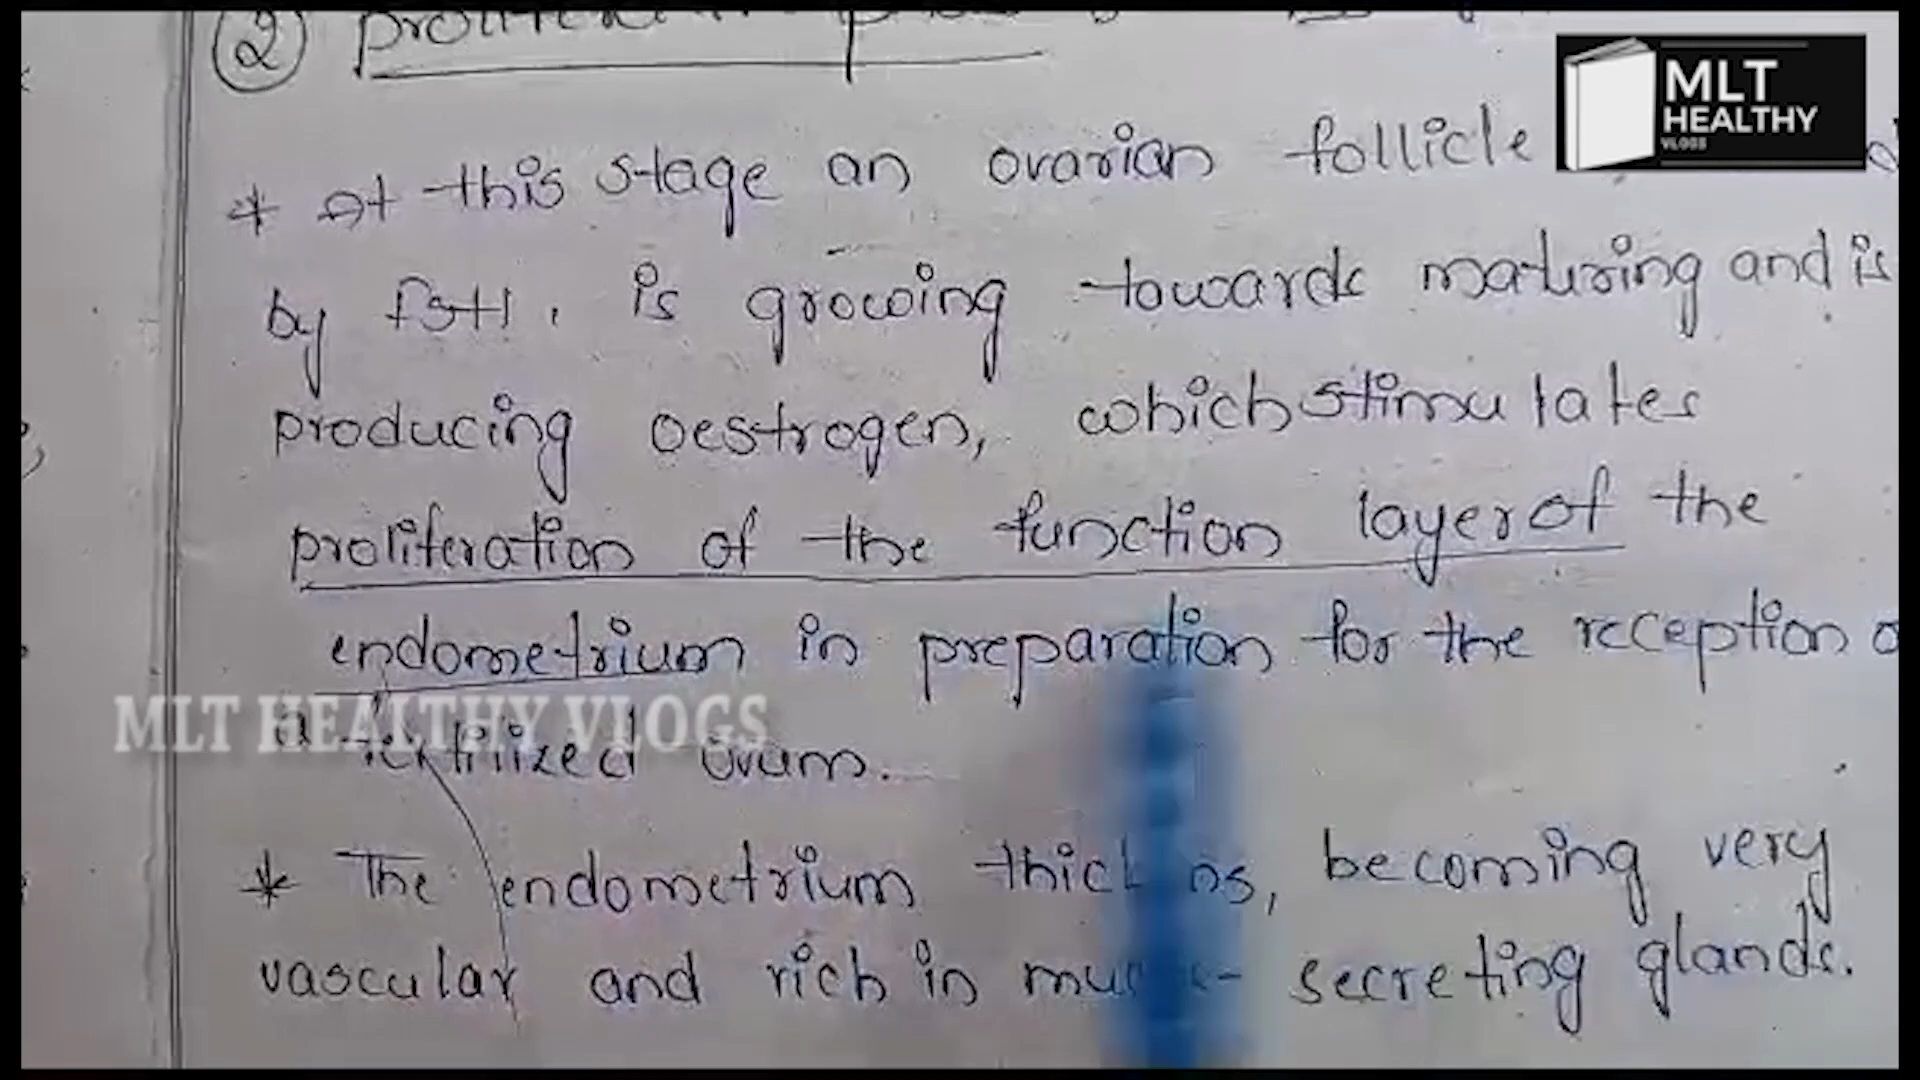 ②
MLT
HEALTHY
VLOGS
* At this stage an ovarian follicle
by FSH, is growing towards maturing and is
producing oestrogen, which stimulates
proliferation of the function layer of the
endometrium in preparation for the reception
MLT HEALTHY VLOGS
a fertilized ovum.
* The endometrium becoming very
vascular and rich in secreting glands.